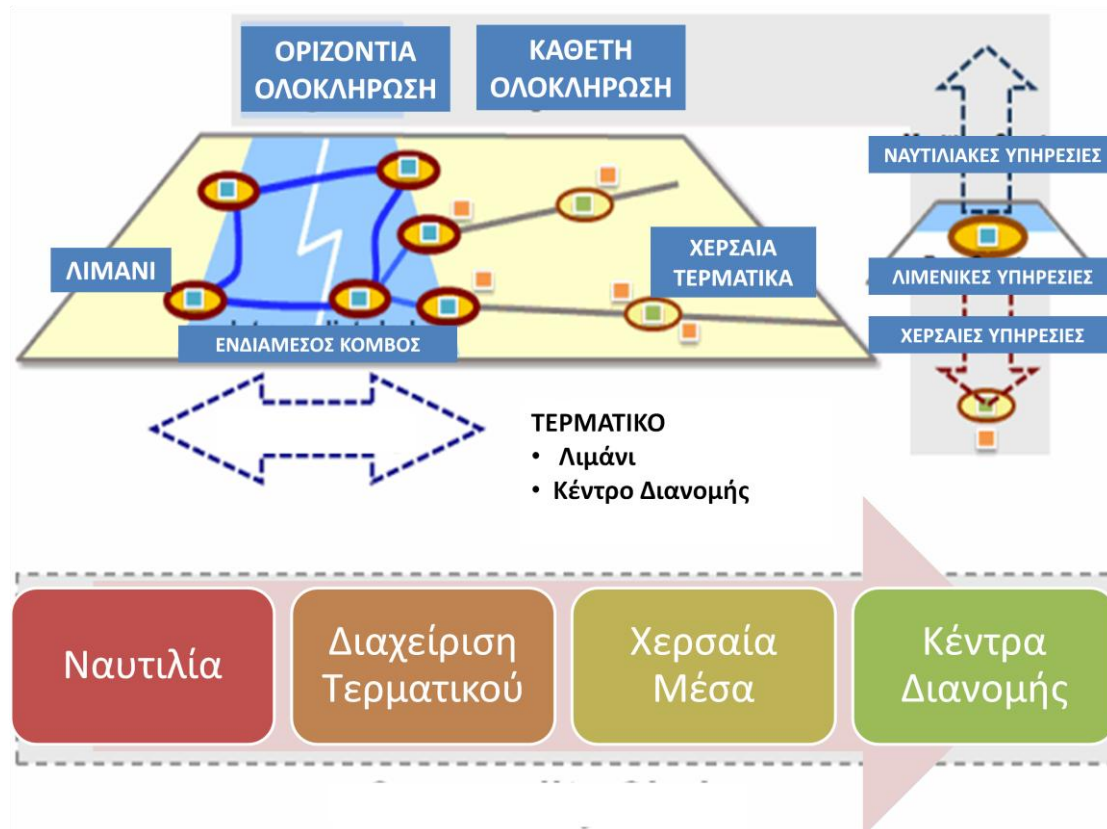 ΟΡΙΖΟΝΤΙΑ
ΟΛΟΚΛΗΡΩΣΗ
ΚΑΘΕΤΗ
ΟΛΟΚΛΗΡΩΣΗ
ΝΑΥΤΙΛΙΑΚΕΣ ΥΠΗΡΕΣΙΕΣ
ΛΙΜΑΝΙ
ΧΕΡΣΑΙΑ
ΤΕΡΜΑΤΙΚΑ
ΛΙΜΕΝΙΚΕΣ ΥΠΗΡΕΣΙΕΣ
ΕΝΔΙΑΜΕΣΟΣ ΚΟΜΒΟΣ
ΧΕΡΣΑΙΕΣ ΥΠΗΡΕΣΙΕΣ
ΤΕΡΜΑΤΙΚΟ
• Λιμάνι
• Κέντρο Διανομής
Ναυτιλία
Διαχείριση
Τερματικού
Χερσαία
Μέσα
Κέντρα
Διανομής